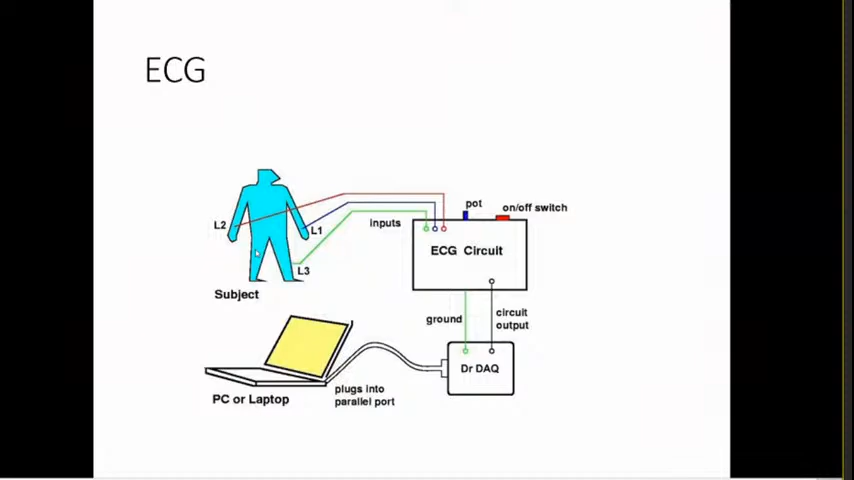 ECG
pot
on/off switch
L2
L1
inputs
ECG Circuit
L3
Subject
ground
circuit
output
Dr DAQ
plugs into
parallel port
PC or Laptop